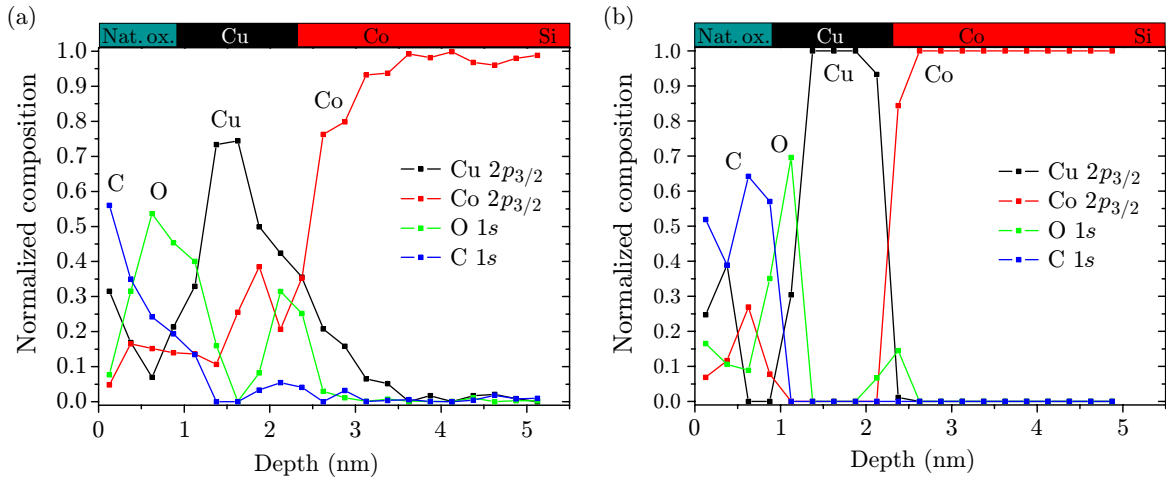 (a)
Nat. ox. Cu Co Si
1.0
0.9
0.8
0.7
0.6
0.5
0.4
0.3
0.2
0.1
0.0
Normalized composition
C
O
Cu
Co
Cu 2p3/2
Co 2p3/2
O 1s
C 1s
0 1 2 3 4 5
Depth (nm)
(b)
Nat. ox. Cu Co Si
1.0
0.9
0.8
0.7
0.6
0.5
0.4
0.3
0.2
0.1
0.0
Normalized composition
C
O
Cu
Co
Cu 2p3/2
Co 2p3/2
O 1s
C 1s
0 1 2 3 4 5
Depth (nm)